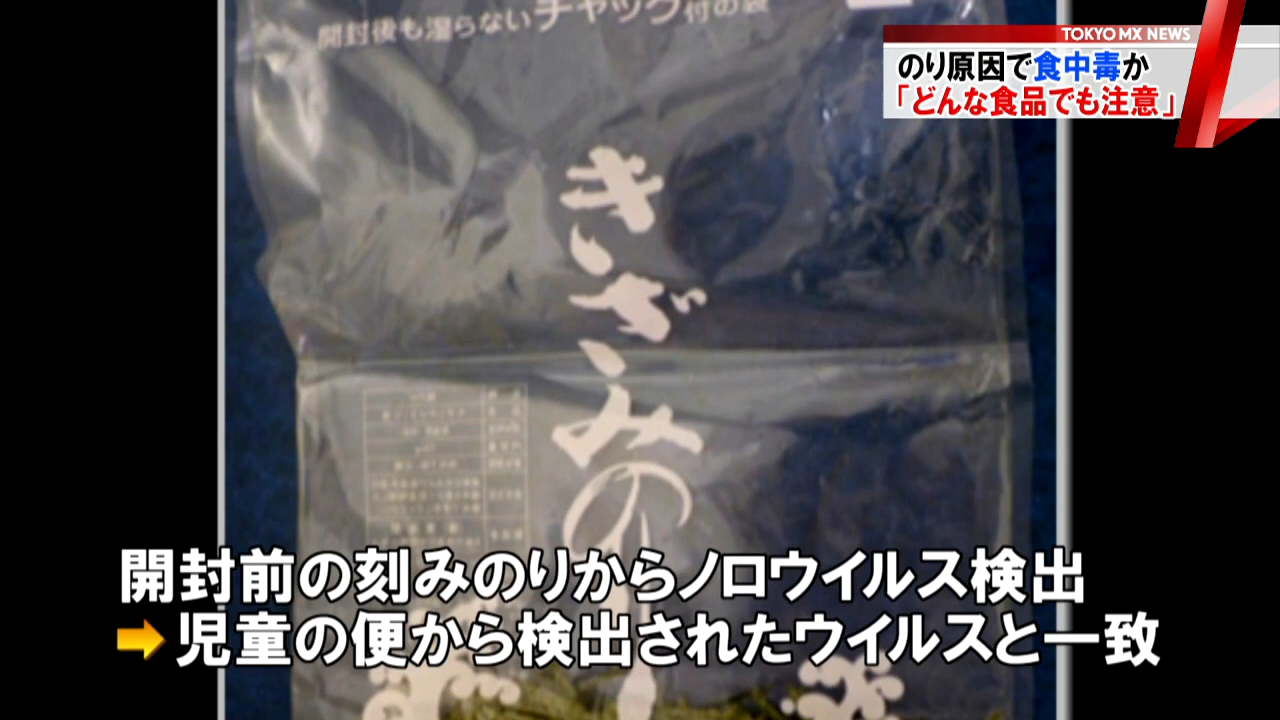 開封後も湿らないチャック付の袋
TOKYO MX NEWS
のり原因で食中毒か
「どんな食品でも注意」
きざみのり
開封前の刻みのりからノロウイルス検出
児童の便から検出されたウイルスと一致